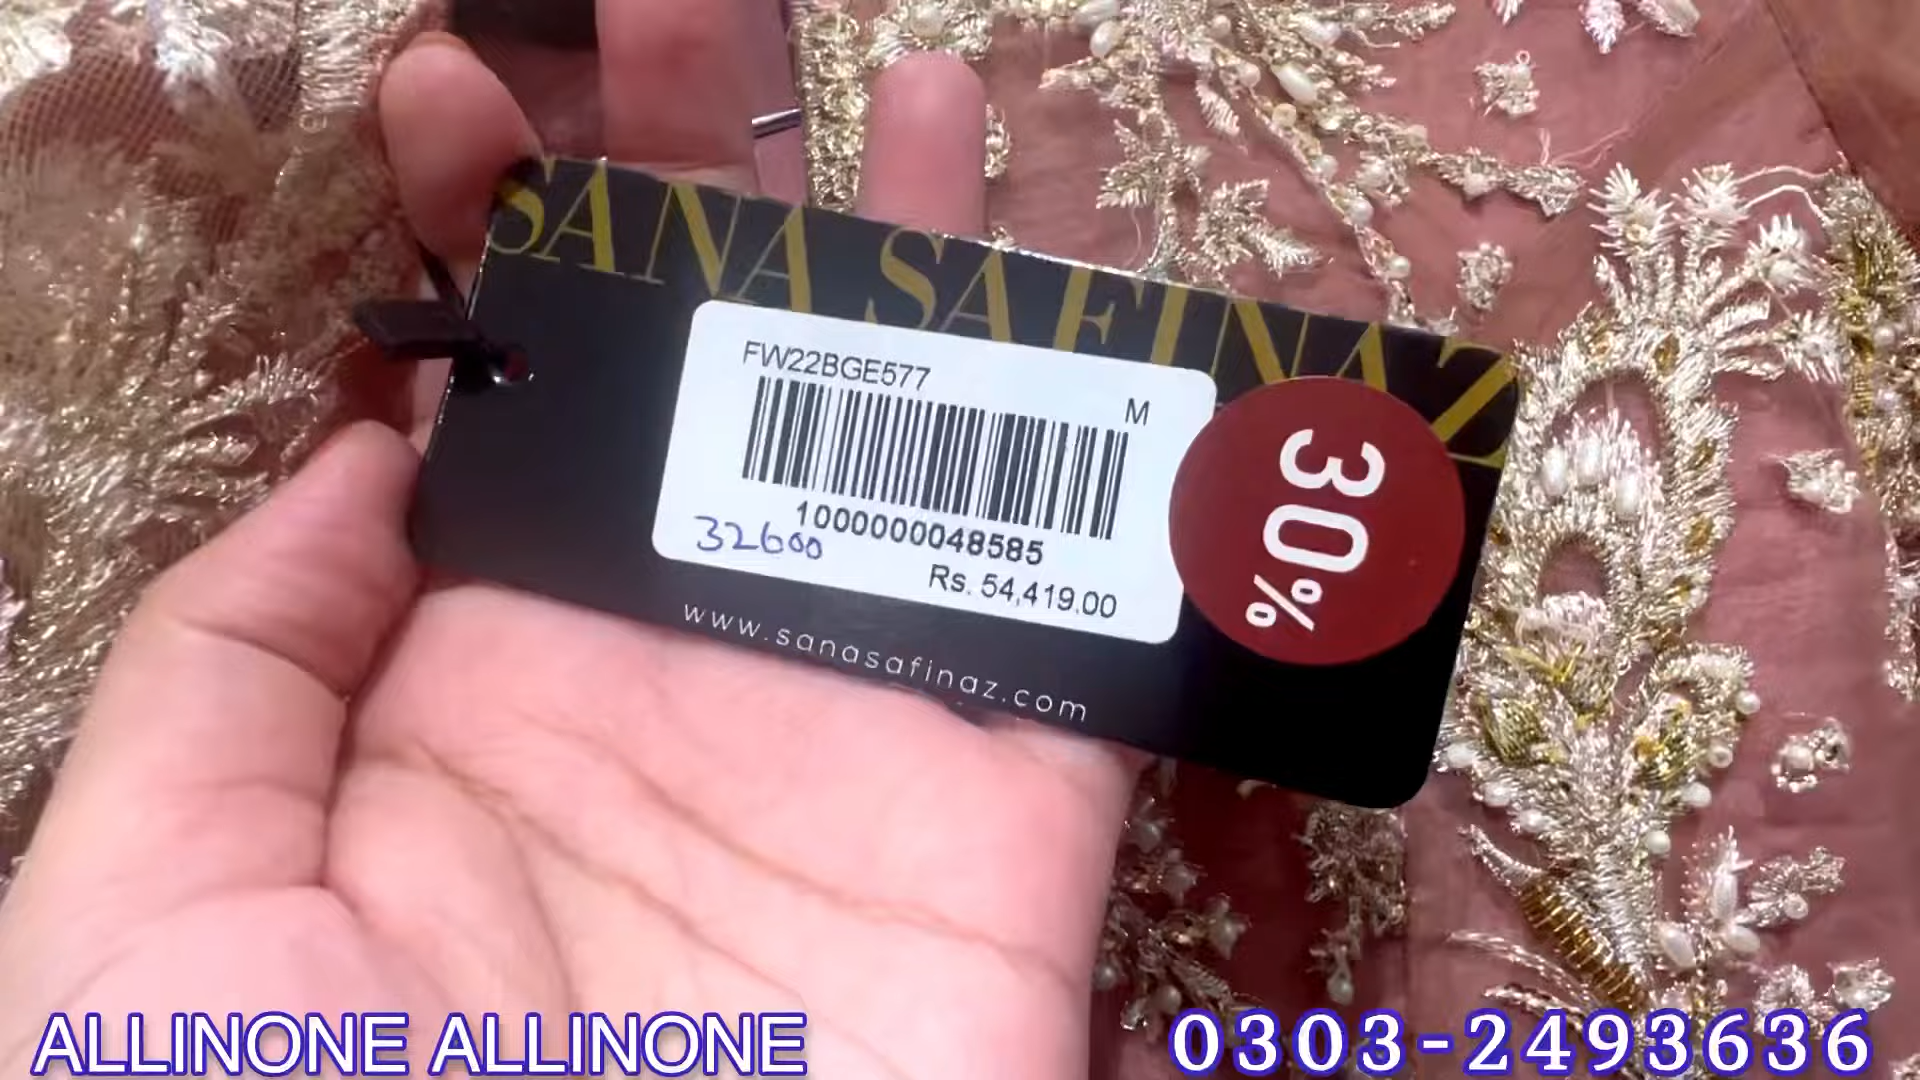 SANA SAFINAZ
FW22BGE577
M
1000000048585
32600
Rs. 54,419.00
30%
www.sanasafinaz.com
ALLINONE ALLINONE
0303-2493636